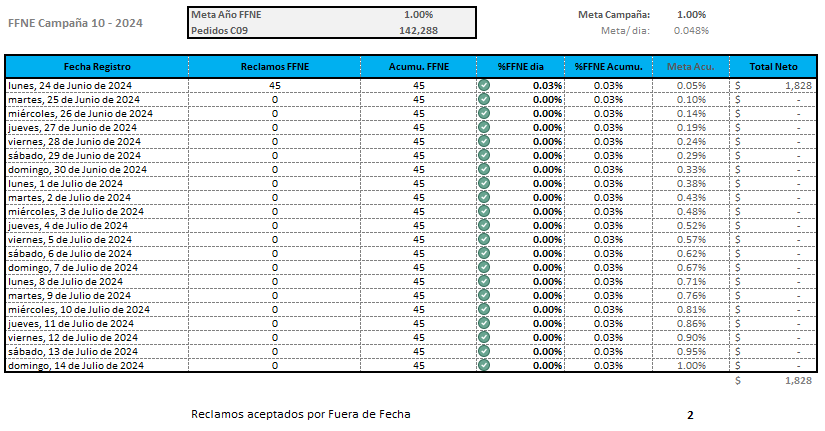 FFNE Campaña 10 - 2024
Meta Año FFNE 1.00% Meta Campaña: 1.00%
Pedidos C09 142,288 Meta/ dia: 0.048%
Fecha Registro Reclamos FFNE Acumu. FFNE %FFNE dia %FFNE Acumu. Meta Acu. Total Neto
lunes, 24 de Junio de 2024 45 45 0.03% 0.03% 0.05% $ 1,828
martes, 25 de Junio de 2024 0 45 0.00% 0.03% 0.10% $ -
miércoles, 26 de Junio de 2024 0 45 0.00% 0.03% 0.14% $ -
jueves, 27 de Junio de 2024 0 45 0.00% 0.03% 0.19% $ -
viernes, 28 de Junio de 2024 0 45 0.00% 0.03% 0.24% $ -
sábado, 29 de Junio de 2024 0 45 0.00% 0.03% 0.29% $ -
domingo, 30 de Junio de 2024 0 45 0.00% 0.03% 0.33% $ -
lunes, 1 de Julio de 2024 0 45 0.00% 0.03% 0.38% $ -
martes, 2 de Julio de 2024 0 45 0.00% 0.03% 0.43% $ -
miércoles, 3 de Julio de 2024 0 45 0.00% 0.03% 0.48% $ -
jueves, 4 de Julio de 2024 0 45 0.00% 0.03% 0.52% $ -
viernes, 5 de Julio de 2024 0 45 0.00% 0.03% 0.57% $ -
sábado, 6 de Julio de 2024 0 45 0.00% 0.03% 0.62% $ -
domingo, 7 de Julio de 2024 0 45 0.00% 0.03% 0.67% $ -
lunes, 8 de Julio de 2024 0 45 0.00% 0.03% 0.71% $ -
martes, 9 de Julio de 2024 0 45 0.00% 0.03% 0.76% $ -
miércoles, 10 de Julio de 2024 0 45 0.00% 0.03% 0.81% $ -
jueves, 11 de Julio de 2024 0 45 0.00% 0.03% 0.86% $ -
viernes, 12 de Julio de 2024 0 45 0.00% 0.03% 0.90% $ -
sábado, 13 de Julio de 2024 0 45 0.00% 0.03% 0.95% $ -
domingo, 14 de Julio de 2024 0 45 0.00% 0.03% 1.00% $ -
$ 1,828
Reclamos aceptados por Fuera de Fecha 2